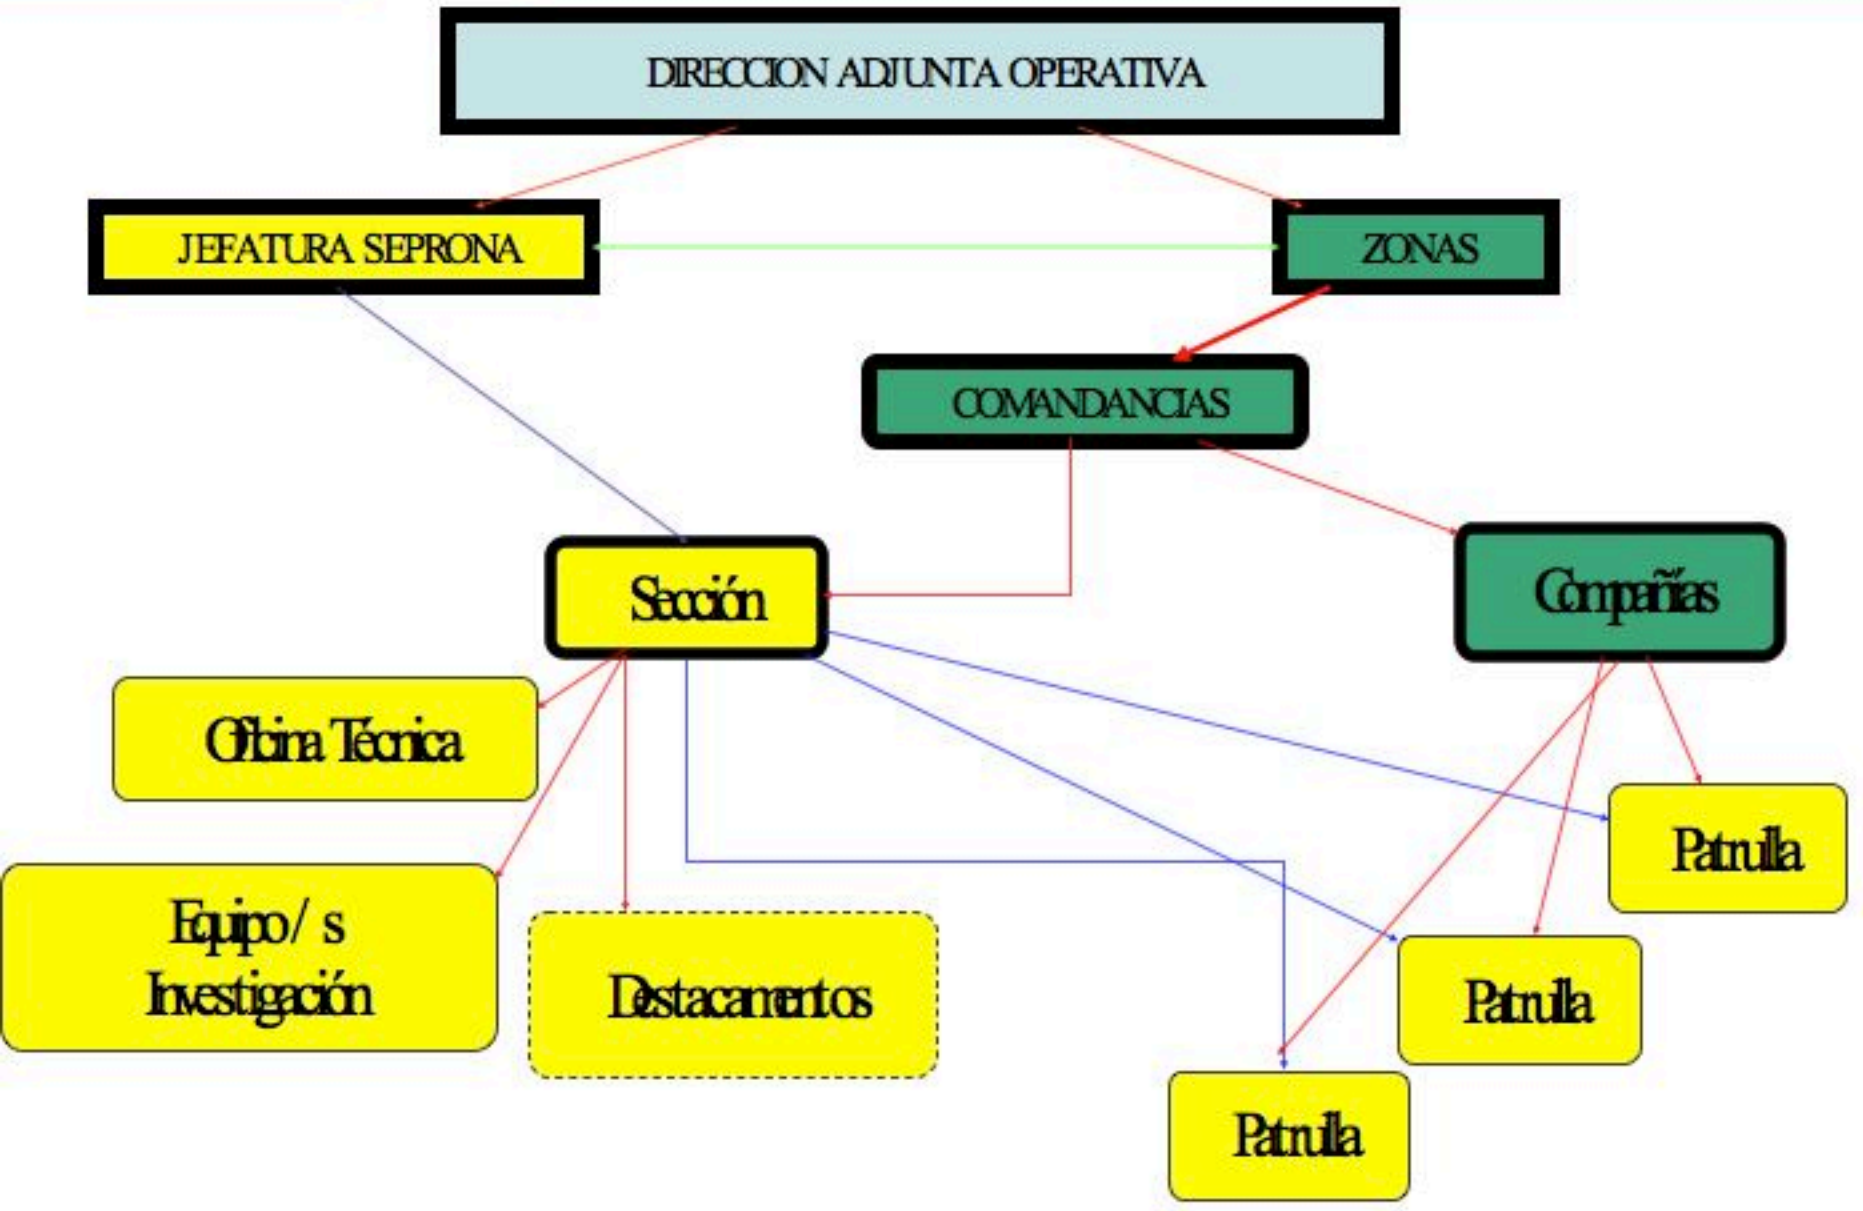 DIRECCION ADJUNTA OPERATIVA
JEFATURA SEPRONA
ZONAS
COMANDANCIAS
Sección
Compañías
Oficina Técnica
Patrulla
Equipo / s
Investigación
Destacamentos
Patrulla
Patrulla